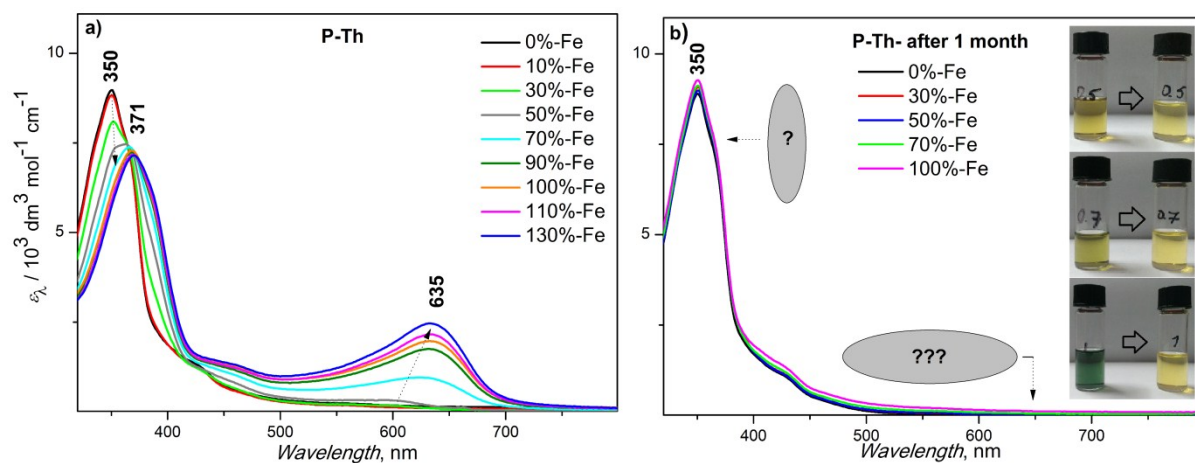 a)
P-Th
10
5
ε_λ / 10³ dm³ mol⁻¹ cm⁻¹
350
371
635
0%-Fe
10%-Fe
30%-Fe
50%-Fe
70%-Fe
90%-Fe
100%-Fe
110%-Fe
130%-Fe
400
500
600
700
Wavelength, nm
b)
P-Th- after 1 month
10
5
350
0%-Fe
30%-Fe
50%-Fe
70%-Fe
100%-Fe
?
???
0.5
0.5
0.7
0.7
1
1
400
500
600
700
Wavelength, nm